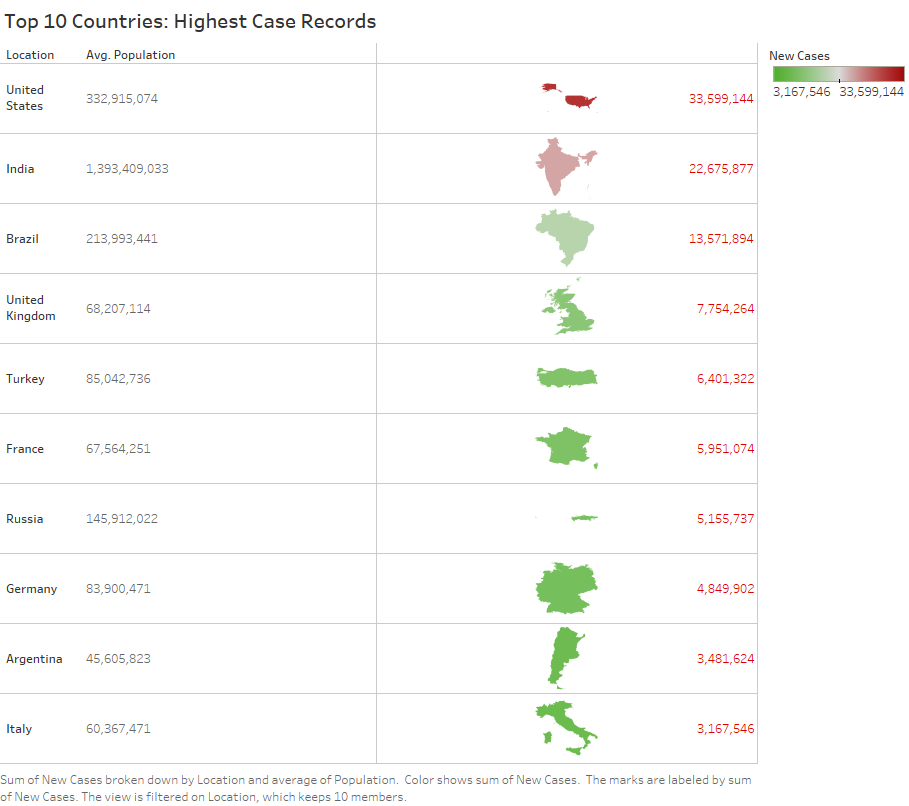 Top 10 Countries: Highest Case Records
Location Avg. Population
United
States
332,915,074
33,599,144
India 1,393,409,033 22,675,877
Brazil 213,993,441 13,571,894
United
Kingdom
68,207,114
7,754,264
Turkey 85,042,736 6,401,322
France 67,564,251 5,951,074
Russia 145,912,022 5,155,737
Germany 83,900,471 4,849,902
Argentina 45,605,823 3,481,624
Italy 60,367,471 3,167,546
New Cases
3,167,546 33,599,144
Sum of New Cases broken down by Location and average of Population. Color shows sum of New Cases. The marks are labeled by sum
of New Cases. The view is filtered on Location, which keeps 10 members.